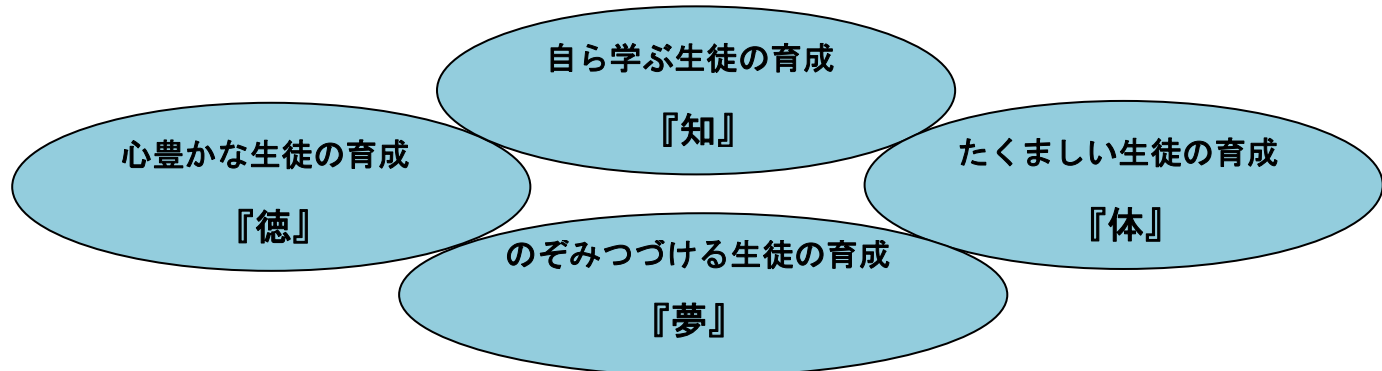 自ら学ぶ生徒の育成
『知』
心豊かな生徒の育成
『徳』
たくましい生徒の育成
『体』
のぞみつづける生徒の育成
『夢』